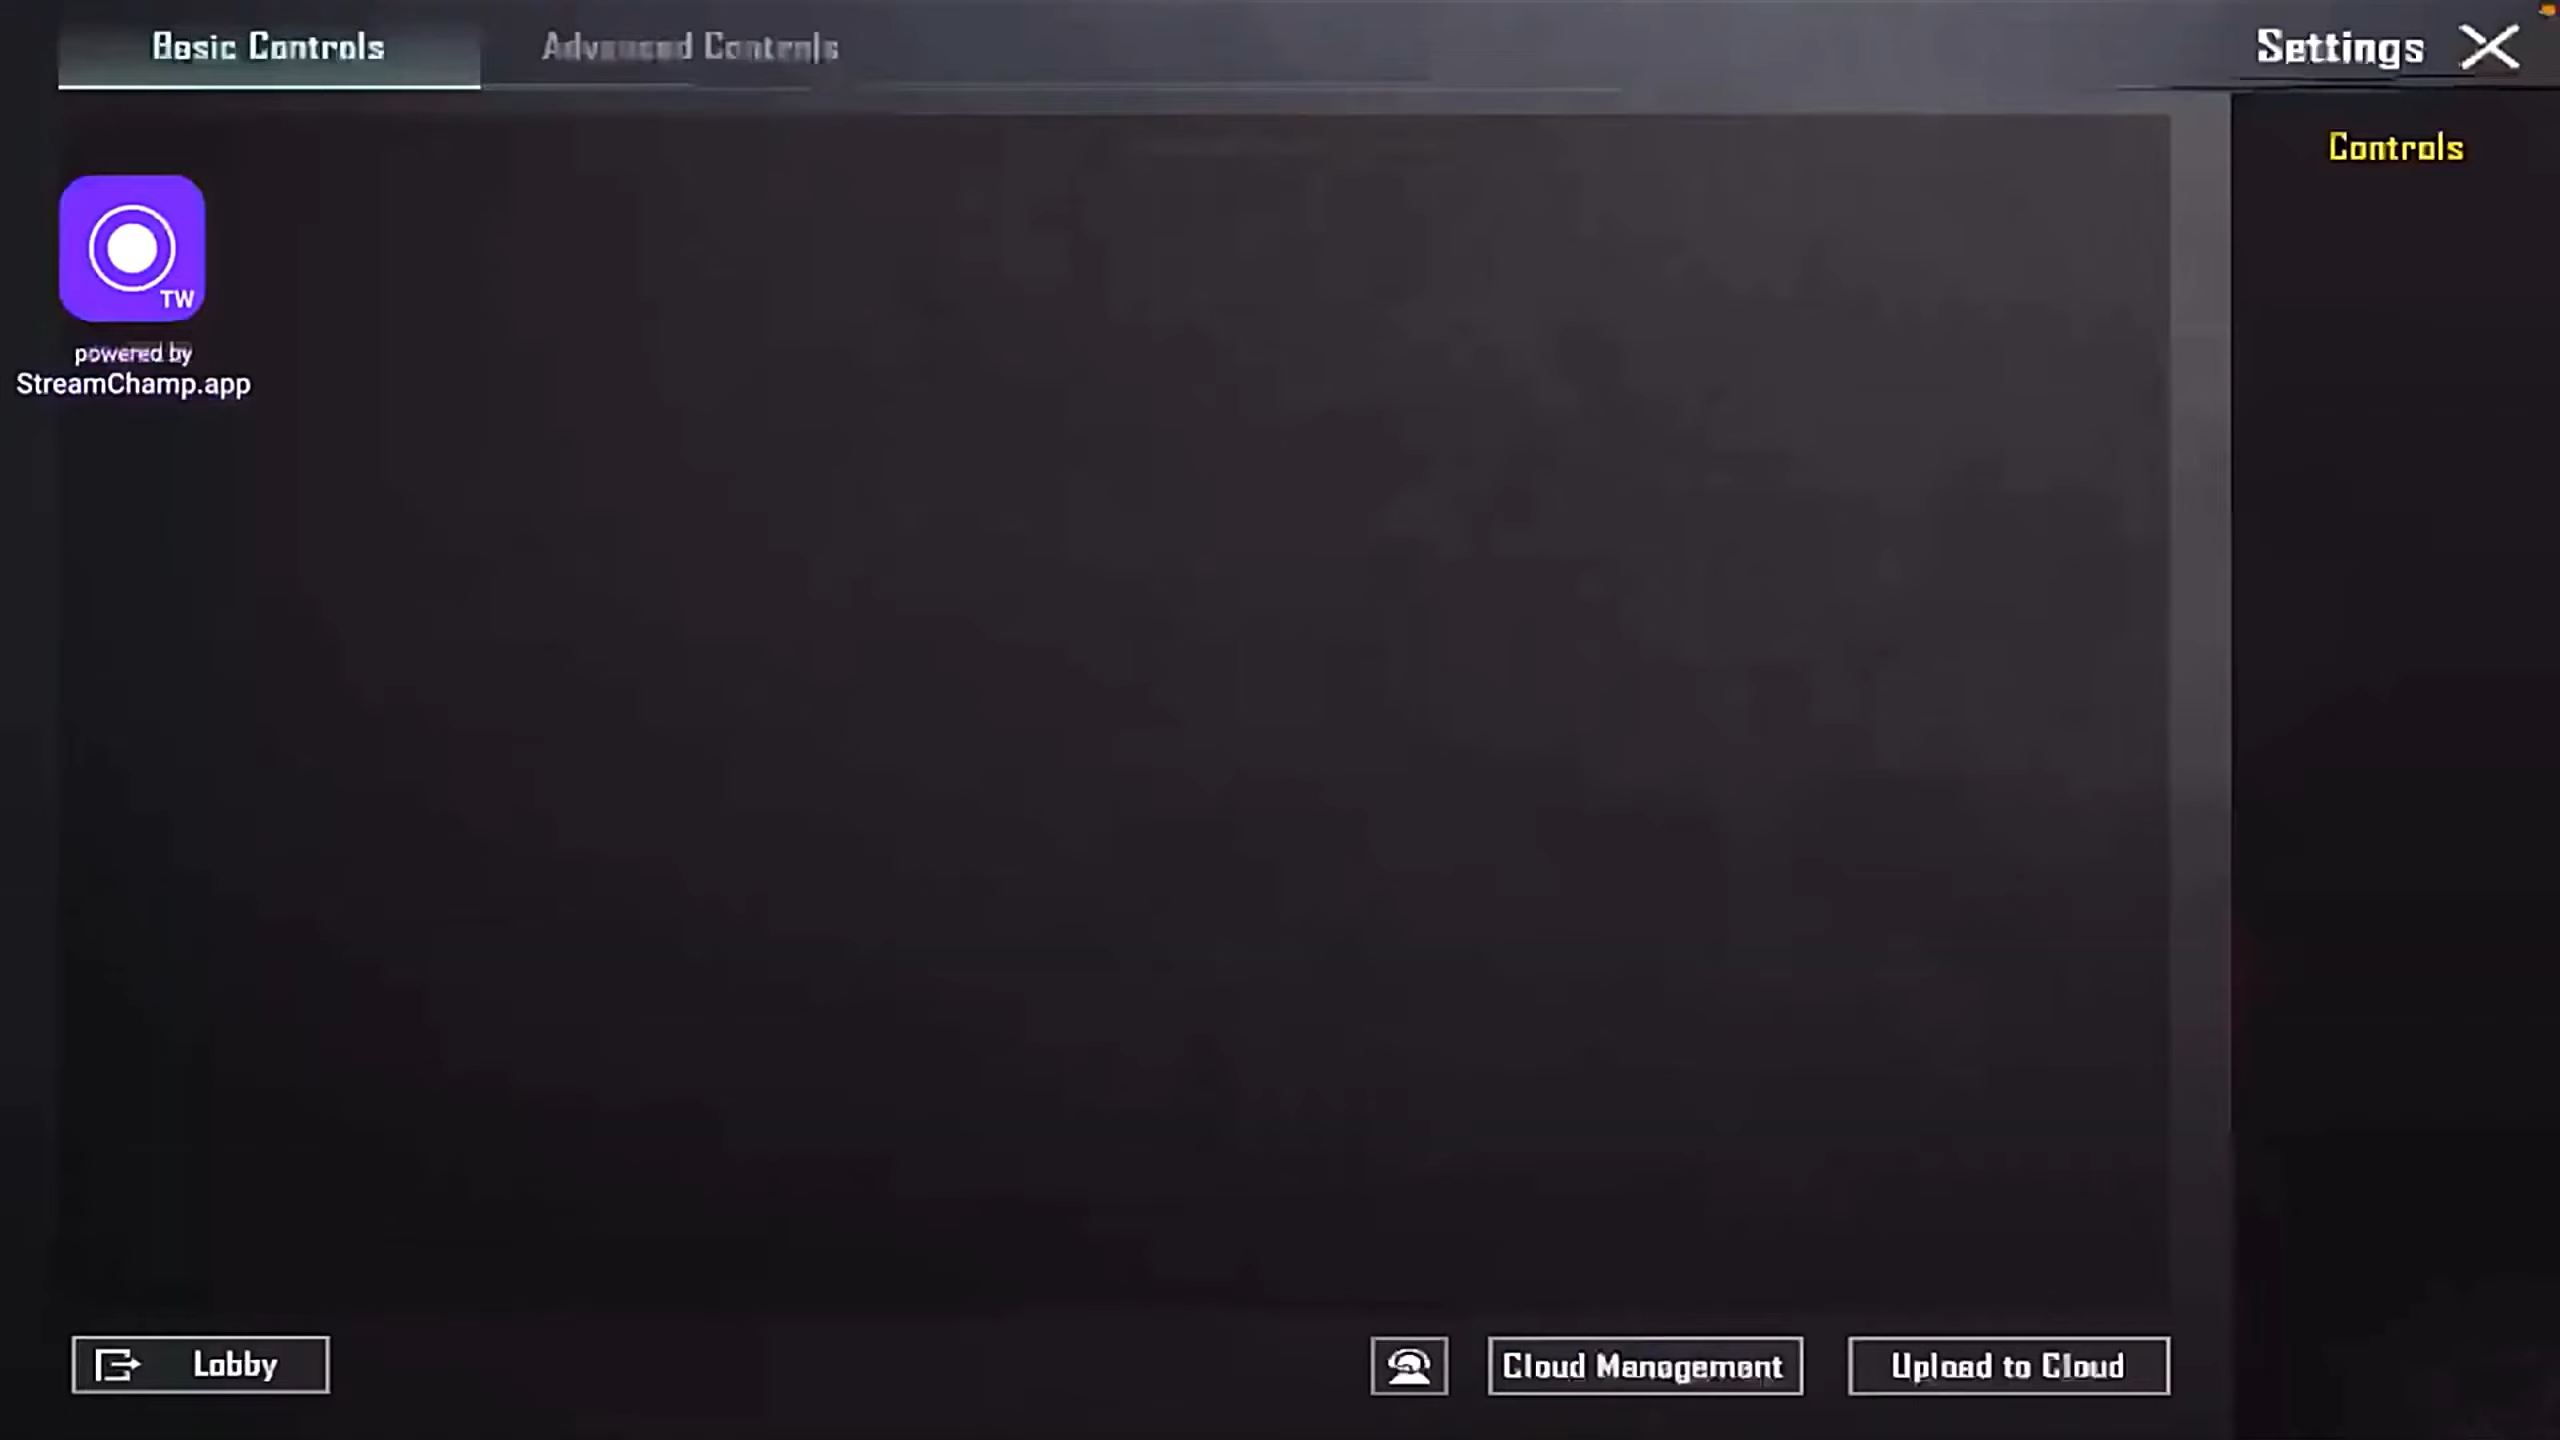 Basic Controls
Advanced Controls
Settings
Controls
TW
powered by
StreamChamp.app
Lobby
Cloud Management
Upload to Cloud